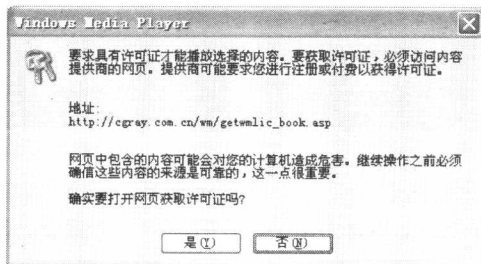 Windows Media Player
要求具有许可证才能播放选择的内容。要获取许可证，必须访问内容
提供商的网页。提供商可能要求您进行注册或付费以获得许可证。
地址:
http://cgray.com.cn/wm/getwmlic_book.asp
网页中包含的内容可能会对您的计算机造成危害。继续操作之前必须
确信这些内容的来源是可靠的，这一点很重要。
确实要打开网页获取许可证吗?
是(Y)
否(N)